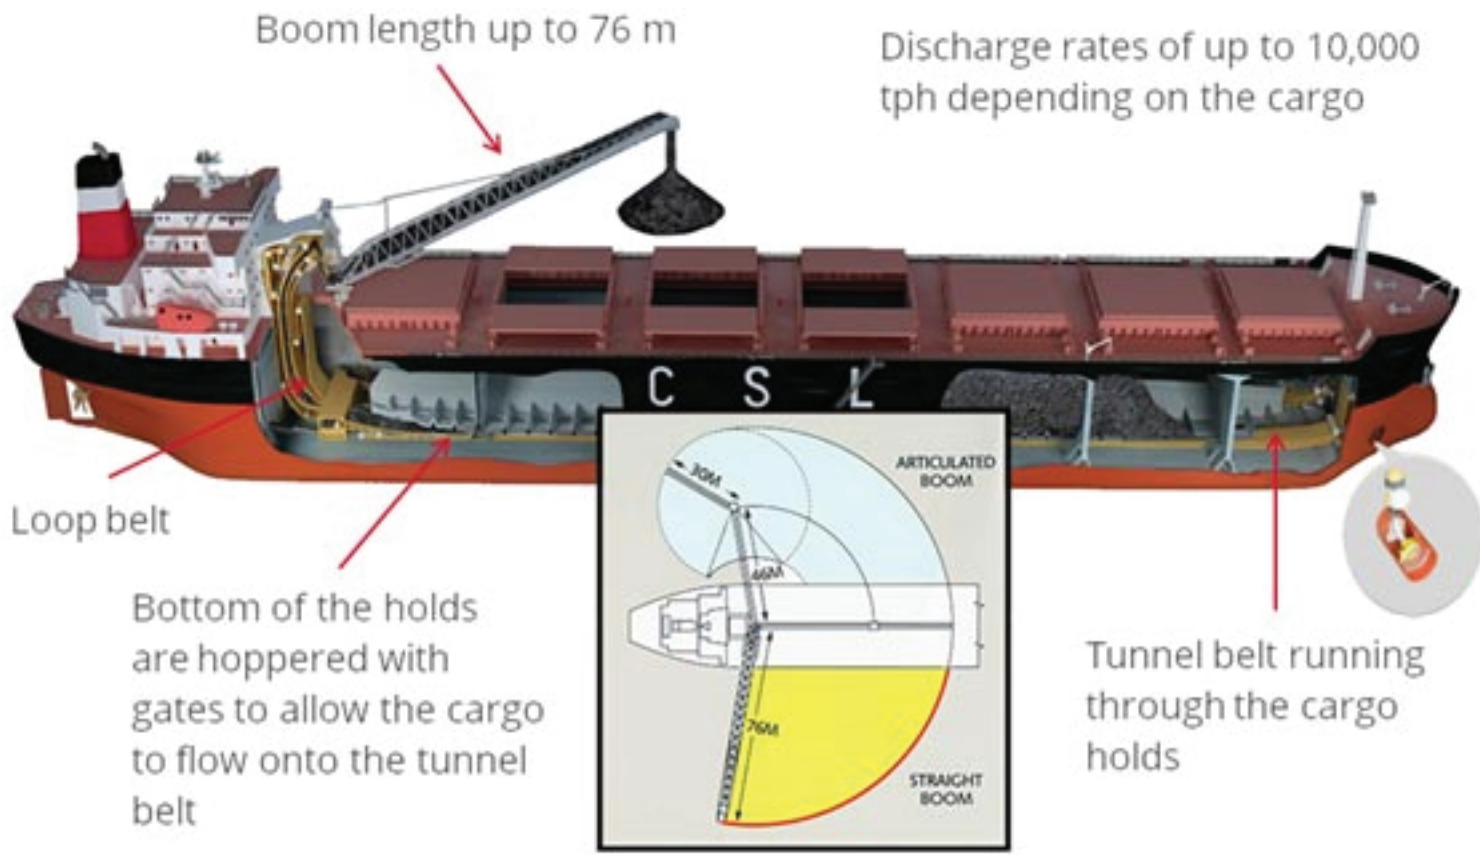 Boom length up to 76 m
Discharge rates of up to 10,000
tph depending on the cargo
C S L
Loop belt
Bottom of the holds
are hoppered with
gates to allow the cargo
to flow onto the tunnel
belt
30M
ARTICULATED
BOOM
46M
76M
STRAIGHT
BOOM
Tunnel belt running
through the cargo
holds